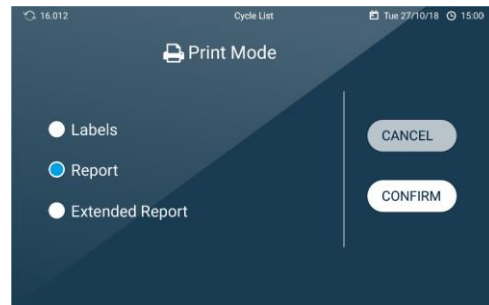 16.012 Cycle List Tue 27/10/18 15:00
Print Mode
Labels
Report
Extended Report
CANCEL
CONFIRM